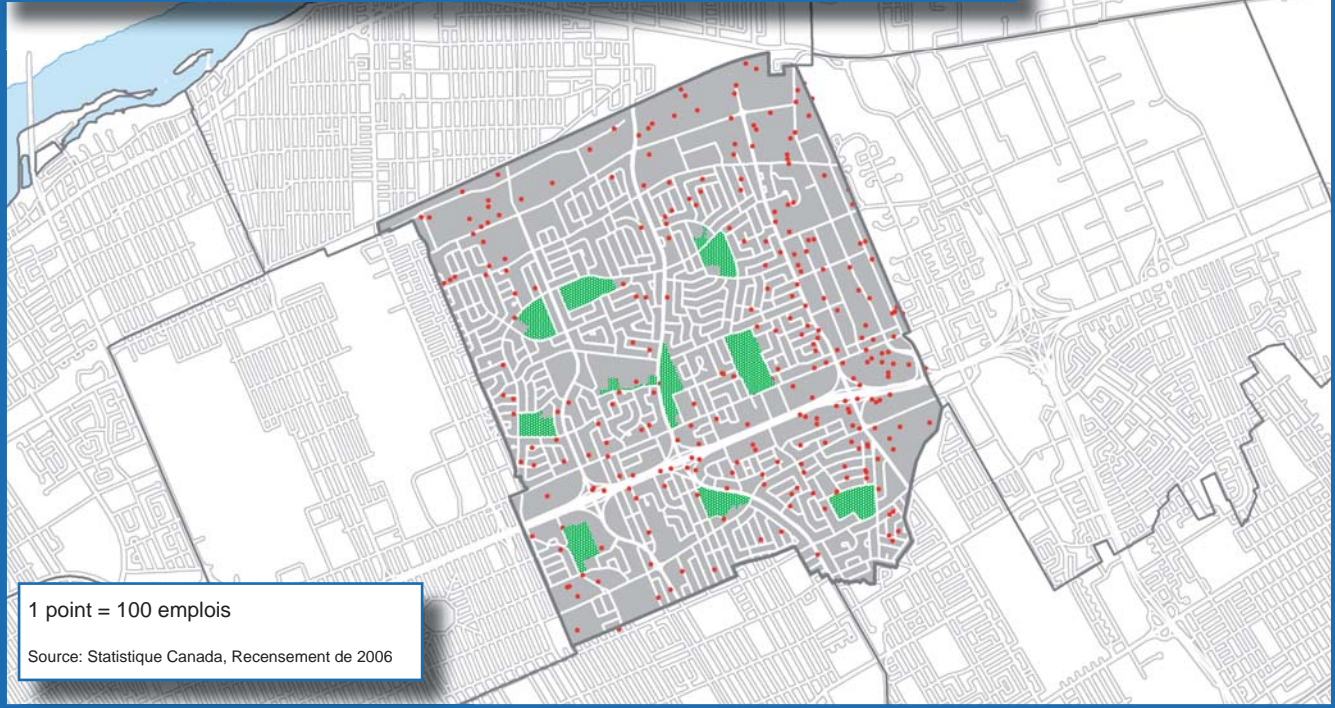 1 point = 100 emplois
Source: Statistique Canada, Recensement de 2006